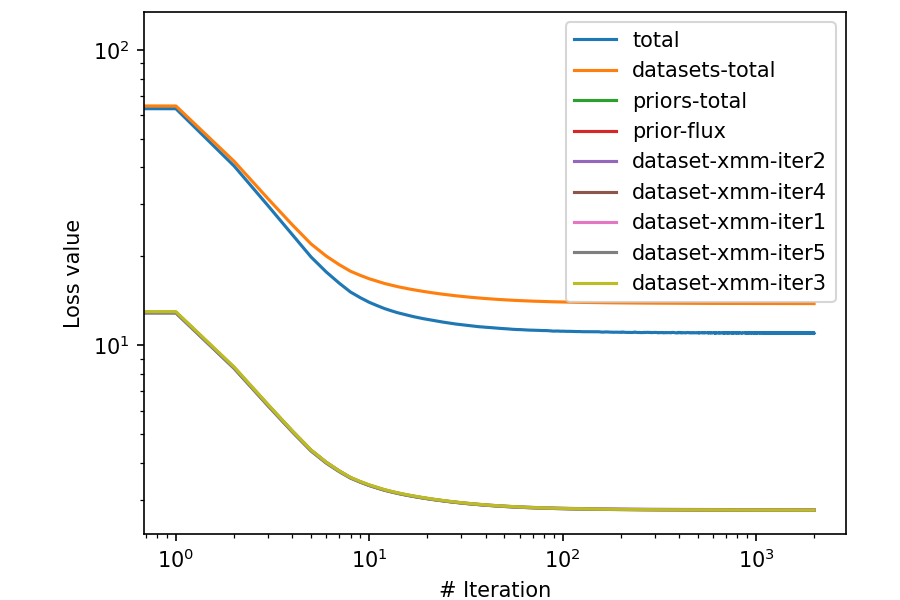 10²
10¹
Loss value
total
datasets-total
priors-total
prior-flux
dataset-xmm-iter2
dataset-xmm-iter4
dataset-xmm-iter1
dataset-xmm-iter5
dataset-xmm-iter3
10⁰ 10¹ 10² 10³
# Iteration